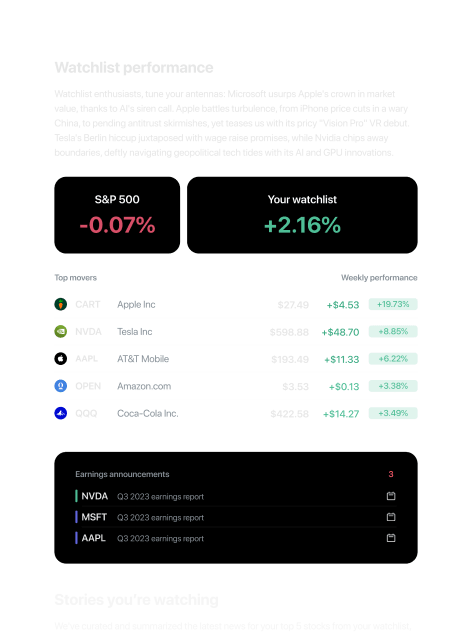 Watchlist performance
Watchlist enthusiasts, tune your antennas: Microsoft usurps Apple's crown in market
value, thanks to AI's siren call. Apple battles turbulence, from iPhone price cuts in a wary
China, to pending antitrust skirmishes, yet teases us with its pricy "Vision Pro" VR debut.
Tesla's Berlin hiccup juxtaposed with wage raise promises, while Nvidia chips away
boundaries, deftly navigating geopolitical tech tides with its AI and GPU innovations.
S&P 500 Your watchlist
-0.07% +2.16%
Top movers Weekly performance
CART Apple Inc $27.49 +$4.53 +19.73%
NVDA Tesla Inc $598.88 +$48.70 +8.85%
AAPL AT&T Mobile $193.49 +$11.33 +6.22%
OPEN Amazon.com $3.53 +$0.13 +3.38%
QQQ Coca-Cola Inc. $422.58 +$14.27 +3.49%
Earnings announcements 3
NVDA Q3 2023 earnings report
MSFT Q3 2023 earnings report
AAPL Q3 2023 earnings report
Stories you're watching
We've curated and summarized the latest news for your top 5 stocks from your watchlist,